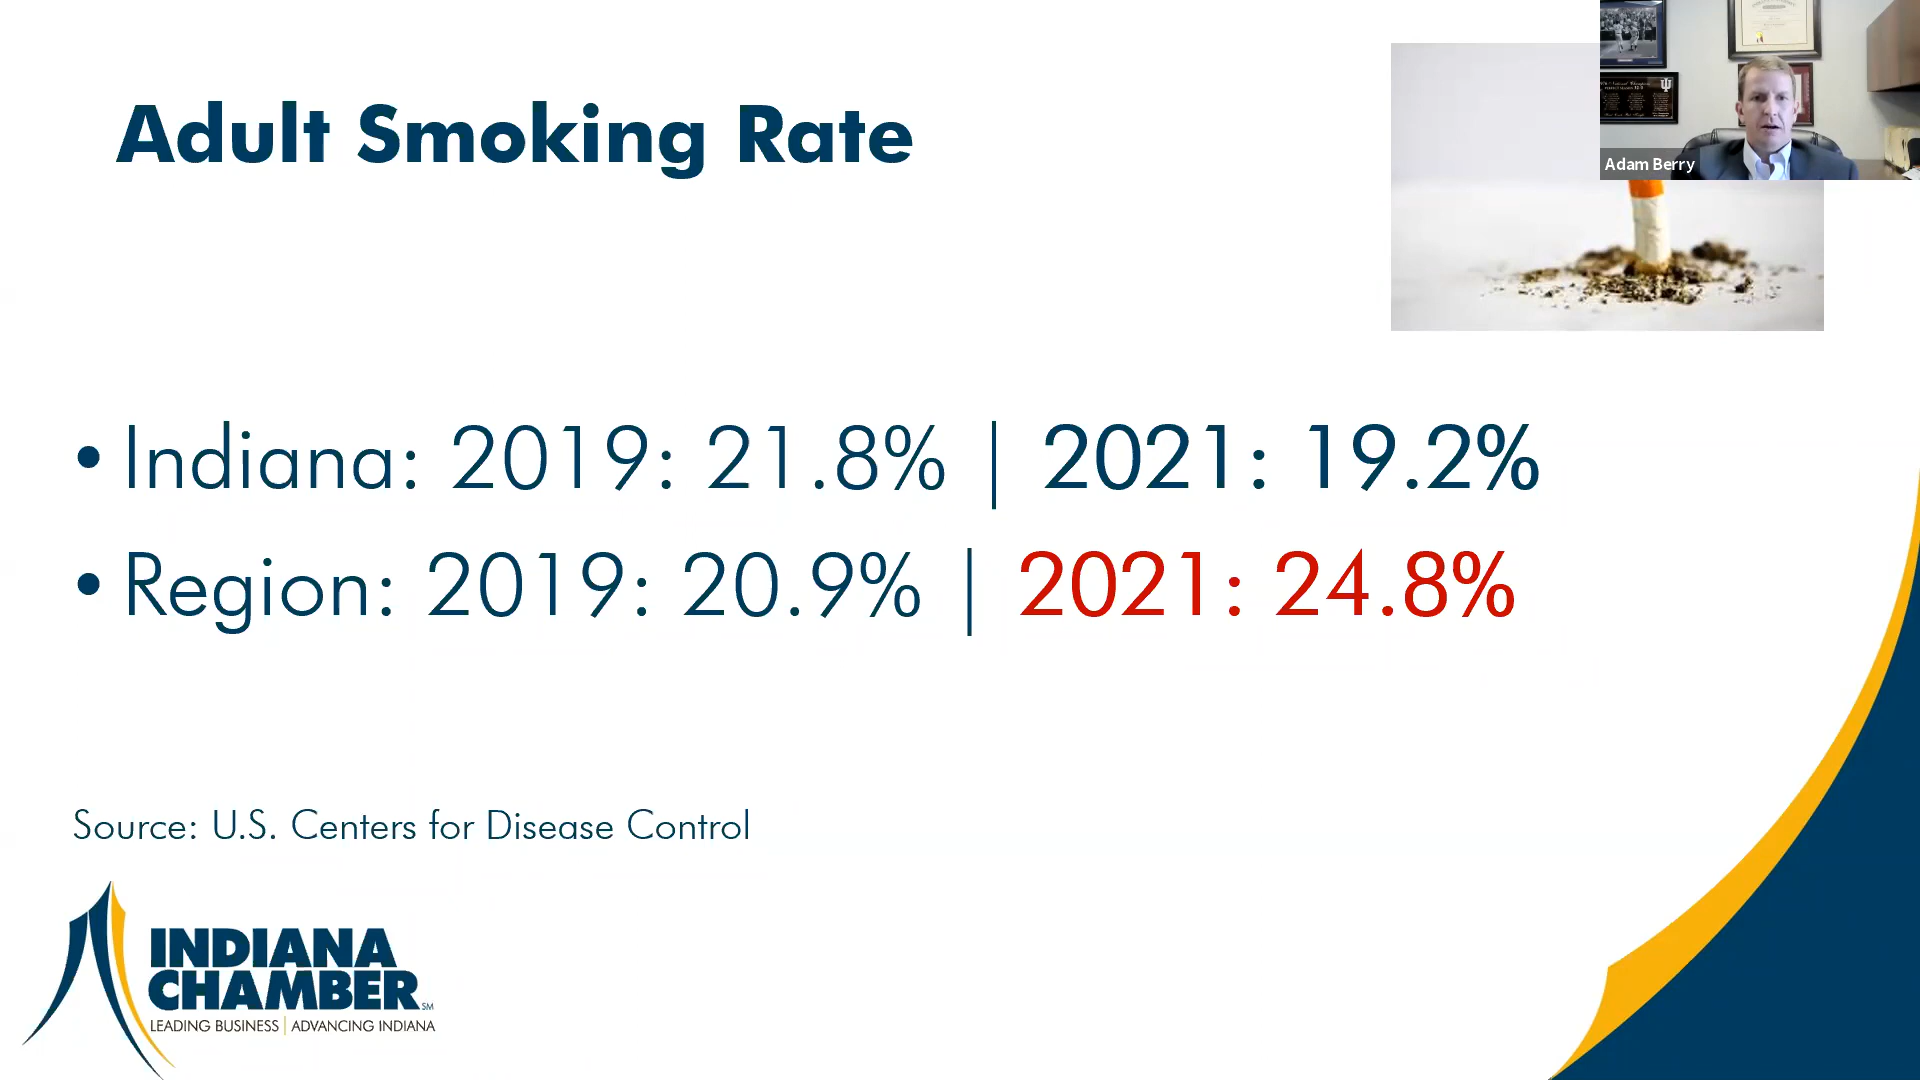 Adult Smoking Rate
Adam Berry
• Indiana: 2019: 21.8% | 2021: 19.2%
• Region: 2019: 20.9% | 2021: 24.8%
Source: U.S. Centers for Disease Control
INDIANA
CHAMBER SM
LEADING BUSINESS | ADVANCING INDIANA